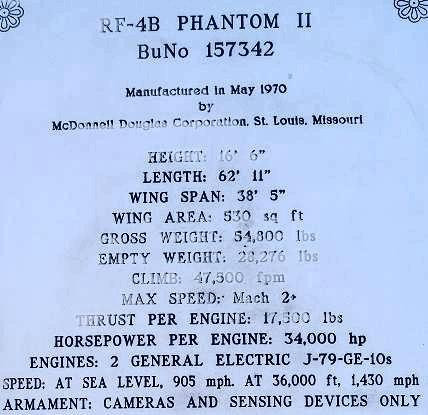 RF-4B PHANTOM II
BuNo 157342
Manufactured in May 1970
by
McDonnell Douglas Corporation, St. Louis, Missouri
HEIGHT: 16' 6"
LENGTH: 62' 11"
WING SPAN: 38' 5"
WING AREA: 530 sq ft
GROSS WEIGHT: 54,800 lbs
EMPTY WEIGHT: 28,276 lbs
CLIMB: 47,500 fpm
MAX SPEED: Mach 2+
THRUST PER ENGINE: 17,500 lbs
HORSEPOWER PER ENGINE: 34,000 hp
ENGINES: 2 GENERAL ELECTRIC J-79-GE-10s
SPEED: AT SEA LEVEL, 905 mph. AT 36,000 ft, 1,430 mph
ARMAMENT: CAMERAS AND SENSING DEVICES ONLY